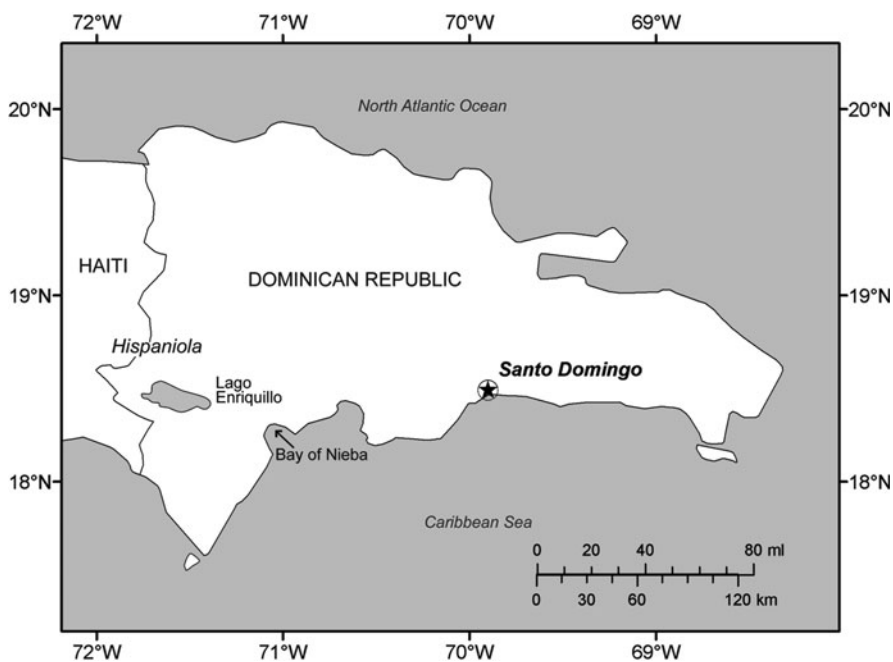 72°W 71°W 70°W 69°W
20°N 20°N
North Atlantic Ocean
HAITI
DOMINICAN REPUBLIC
19°N 19°N
Hispaniola
Santo Domingo
Lago
Enriquillo
Bay of Nieba
18°N 18°N
Caribbean Sea
0 20 40 80 ml
0 30 60 120 km
72°W 71°W 70°W 69°W